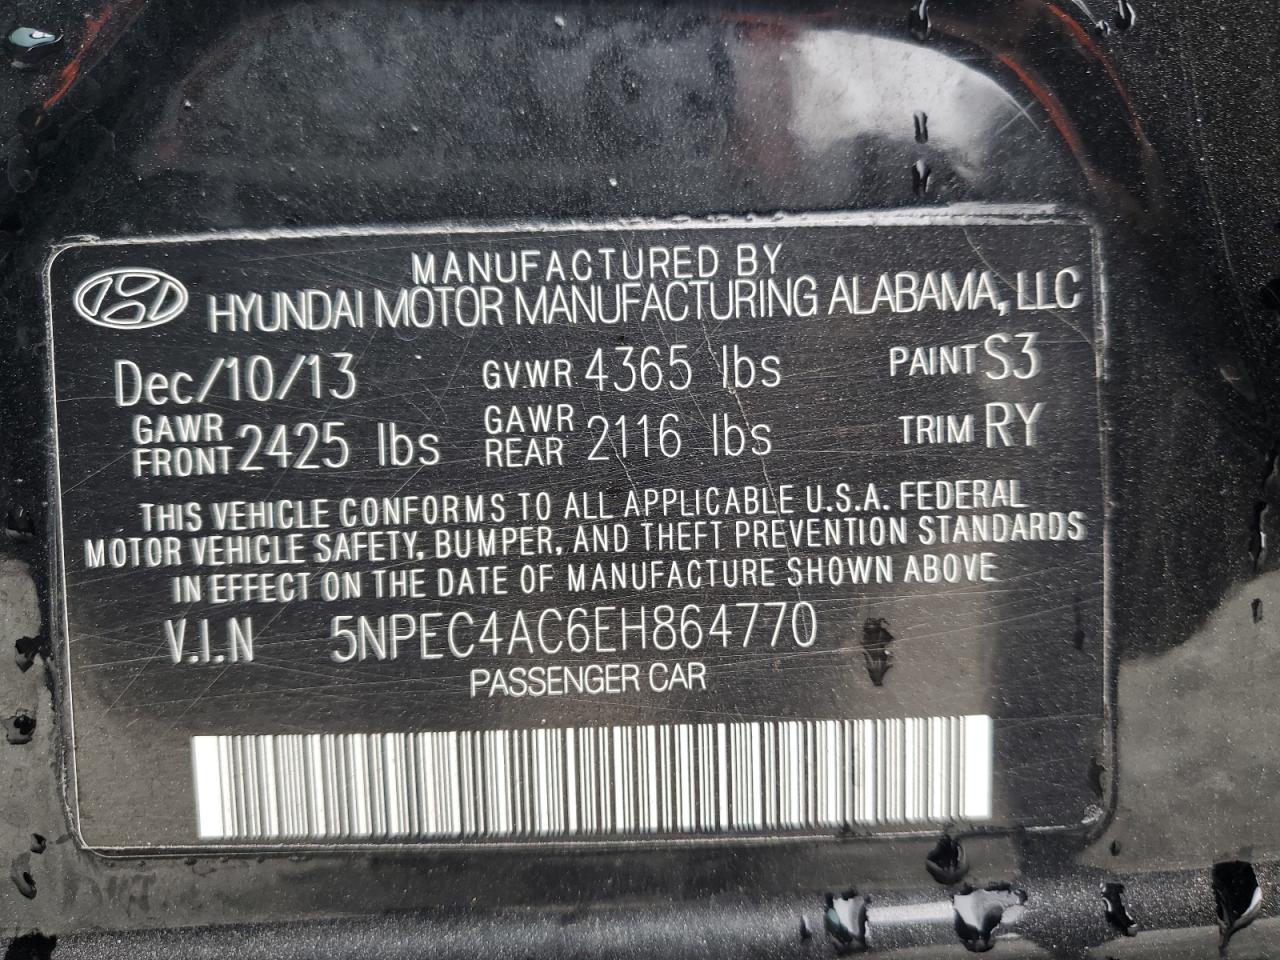 MANUFACTURED BY
HYUNDAI MOTOR MANUFACTURING ALABAMA, LLC
Dec/10/13 GVWR 4365 lbs PAINT S3
GAWR FRONT 2425 lbs GAWR REAR 2116 lbs TRIM RY
THIS VEHICLE CONFORMS TO ALL APPLICABLE U.S.A. FEDERAL
MOTOR VEHICLE SAFETY, BUMPER, AND THEFT PREVENTION STANDARDS
IN EFFECT ON THE DATE OF MANUFACTURE SHOWN ABOVE
V.I.N 5NPEC4AC6EH864770
PASSENGER CAR